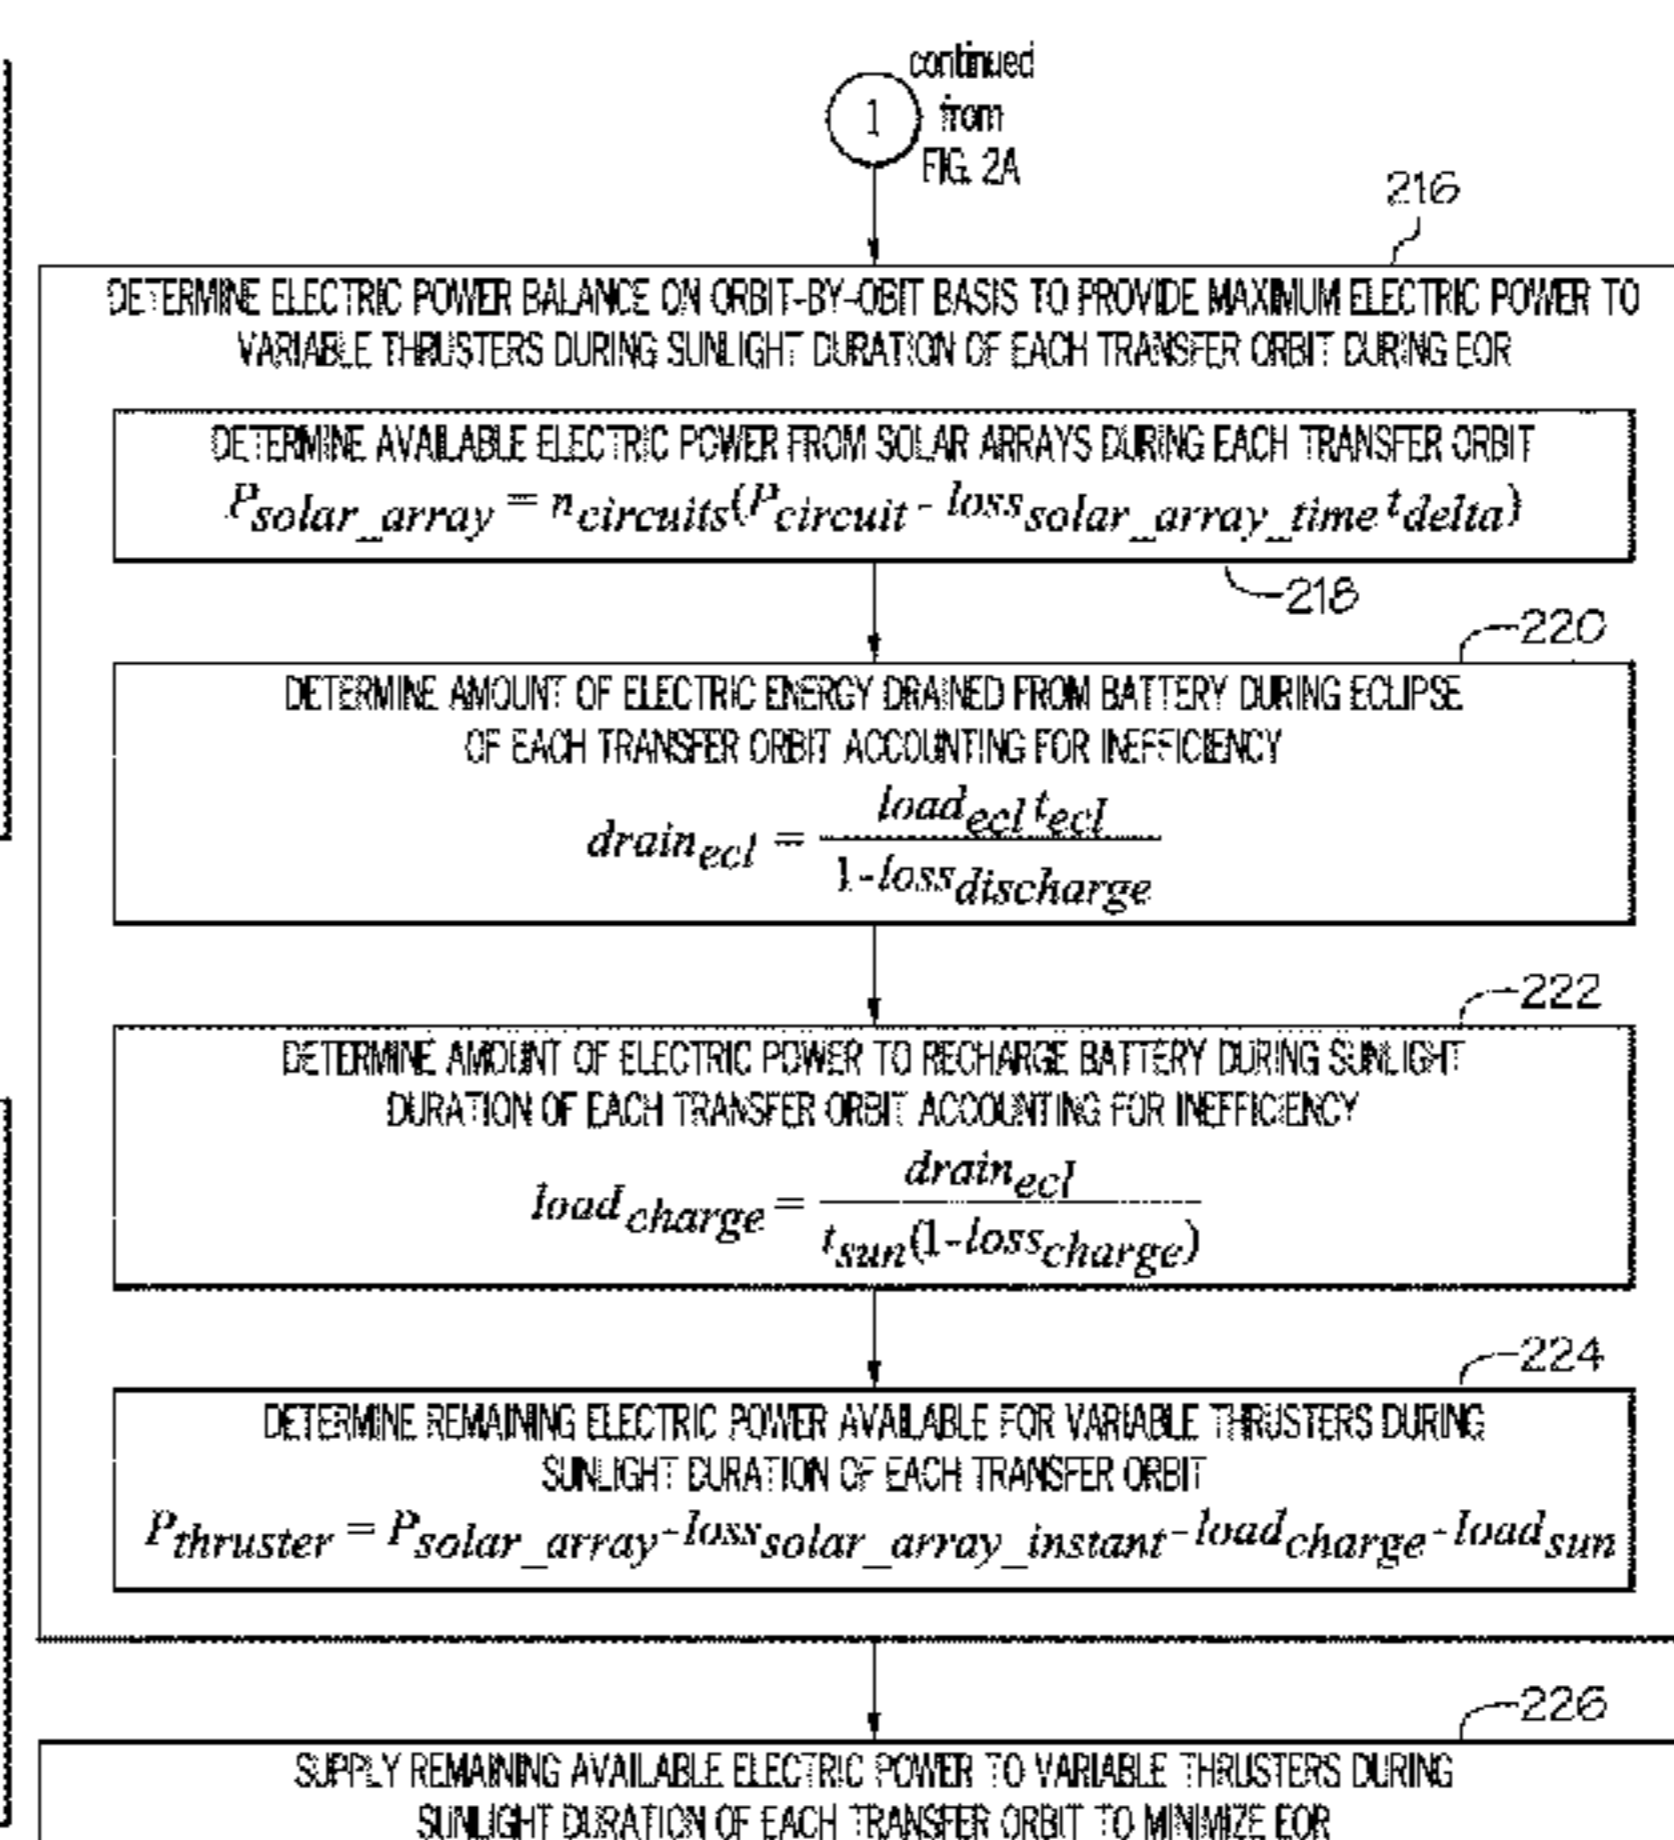 continued
1 from
FIG. 2A
216
DETERMINE ELECTRIC POWER BALANCE ON ORBIT-BY-OBIT BASIS TO PROVIDE MAXIMUM ELECTRIC POWER TO
VARIABLE THRUSTERS DURING SUNLIGHT DURATION OF EACH TRANSFER ORBIT DURING EOR
DETERMINE AVAILABLE ELECTRIC POWER FROM SOLAR ARRAYS DURING EACH TRANSFER ORBIT
P_solar_array = n_circuits(P_circuit - loss_solar_array_time t_delta)
218
220
DETERMINE AMOUNT OF ELECTRIC ENERGY DRAINED FROM BATTERY DURING ECLIPSE
OF EACH TRANSFER ORBIT ACCOUNTING FOR INEFFICIENCY
drain_ecl = load_ecl t_ecl / 1-loss_discharge
222
DETERMINE AMOUNT OF ELECTRIC POWER TO RECHARGE BATTERY DURING SUNLIGHT
DURATION OF EACH TRANSFER ORBIT ACCOUNTING FOR INEFFICIENCY
load_charge = drain_ecl / t_sun(1-loss_charge)
224
DETERMINE REMAINING ELECTRIC POWER AVAILABLE FOR VARIABLE THRUSTERS DURING
SUNLIGHT DURATION OF EACH TRANSFER ORBIT
P_thruster = P_solar_array - loss_solar_array_instant - load_charge - load_sun
226
SUPPLY REMAINING AVAILABLE ELECTRIC POWER TO VARIABLE THRUSTERS DURING
SUNLIGHT DURATION OF EACH TRANSFER ORBIT TO MINIMIZE EOR